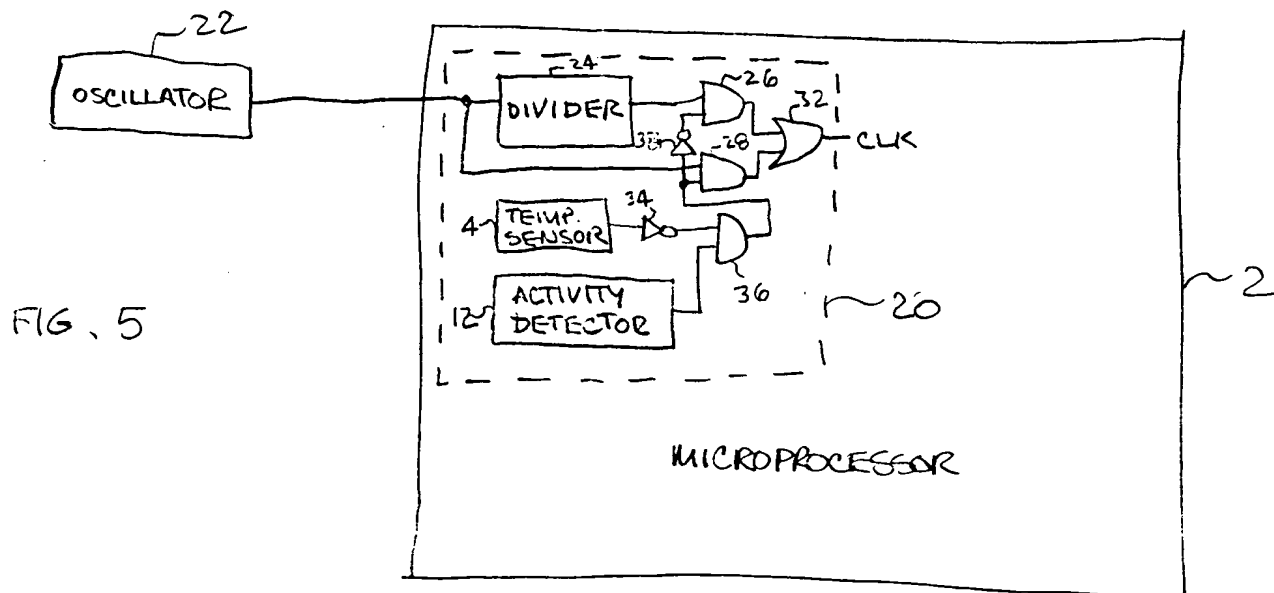 22
OSCILLATOR
24
DIVIDER
26
32
CLK
28
34
4
TEMP.
SENSOR
36
12
ACTIVITY
DETECTOR
20
2
FIG. 5
MICROPROCESSOR